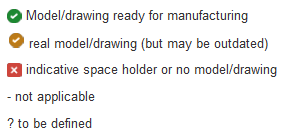 Model/drawing ready for manufacturing
real model/drawing (but may be outdated)
indicative space holder or no model/drawing
- not applicable
? to be defined